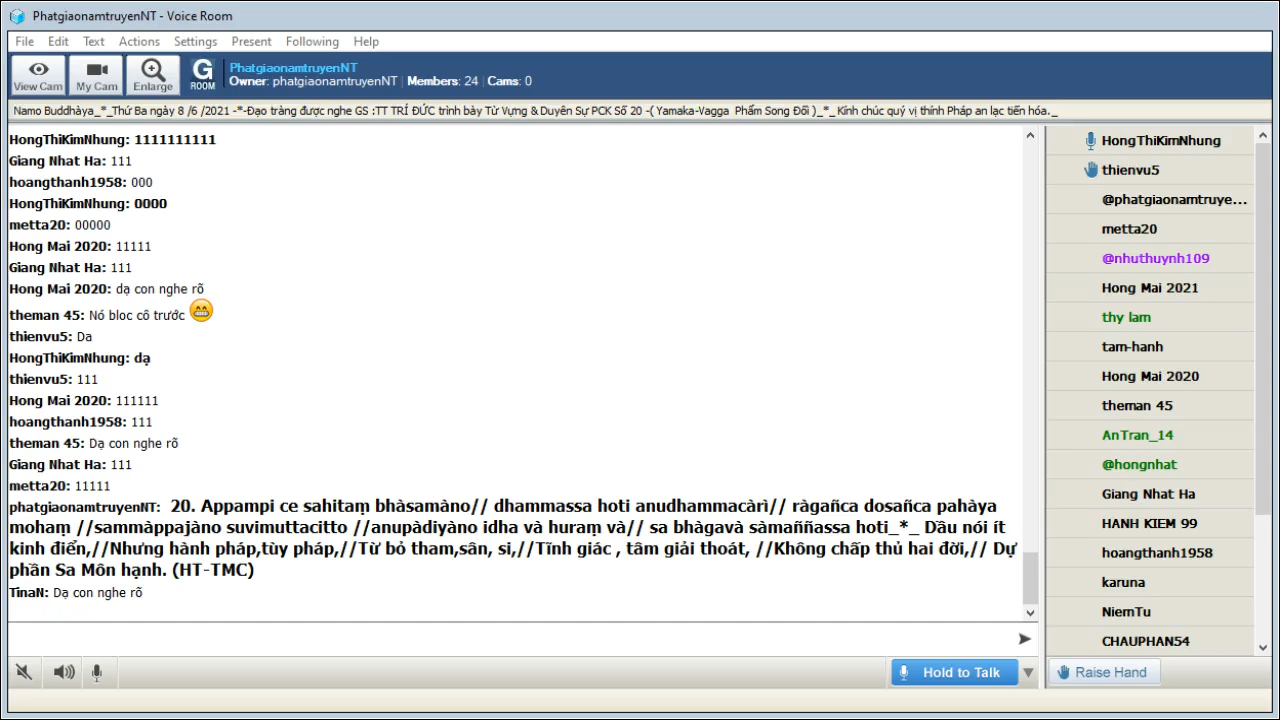 PhatgiaonamtruyenNT - Voice Room
File Edit Text Actions Settings Present Following Help
View Cam
My Cam
Enlarge
G
ROOM
PhatgiaonamtruyenNT
Owner: phatgiaonamtruyenNT | Members: 24 | Cams: 0
Namo Buddhàya_*_Thứ Ba ngày 8 /6 /2021 -*-Đạo tràng được nghe GS :TT TRÍ ĐỨC trình bày Từ Vựng & Duyên Sự PCK Số 20 -( Yamaka-Vagga Phẩm Song Đối )_*_ Kính chúc quý vị thính Pháp an lạc tiến hóa._
HongThiKimNhung: 1111111111
Giang Nhat Ha: 111
hoangthanh1958: 000
HongThiKimNhung: 0000
metta20: 00000
Hong Mai 2020: 11111
Giang Nhat Ha: 111
Hong Mai 2020: dạ con nghe rõ
theman 45: Nó bloc cô trước
thienvu5: Da
HongThiKimNhung: dạ
thienvu5: 111
Hong Mai 2020: 111111
hoangthanh1958: 111
theman 45: Dạ con nghe rõ
Giang Nhat Ha: 111
metta20: 11111
phatgiaonamtruyenNT: 20. Appampi ce sahitaṃ bhàsamàno// dhammassa hoti anudhammacàrì// ràgañca dosañca pahàya
mohaṃ //sammàppajàno suvimuttacitto //anupàdiyàno idha và huraṃ và// sa bhàgavà sàmaññassa hoti_*_ Dầu nói ít
kinh điển,//Nhưng hành pháp,tùy pháp,//Từ bỏ tham,sân, si,//Tĩnh giác , tâm giải thoát, //Không chấp thủ hai đời,// Dự
phần Sa Môn hạnh. (HT-TMC)
TinaN: Dạ con nghe rõ
HongThiKimNhung
thienvu5
@phatgiaonamtruye...
metta20
@nhuthuynh109
Hong Mai 2021
thy lam
tam-hanh
Hong Mai 2020
theman 45
AnTran_14
@hongnhat
Giang Nhat Ha
HANH KIEM 99
hoangthanh1958
karuna
NiemTu
CHAUPHAN54
Hold to Talk
Raise Hand